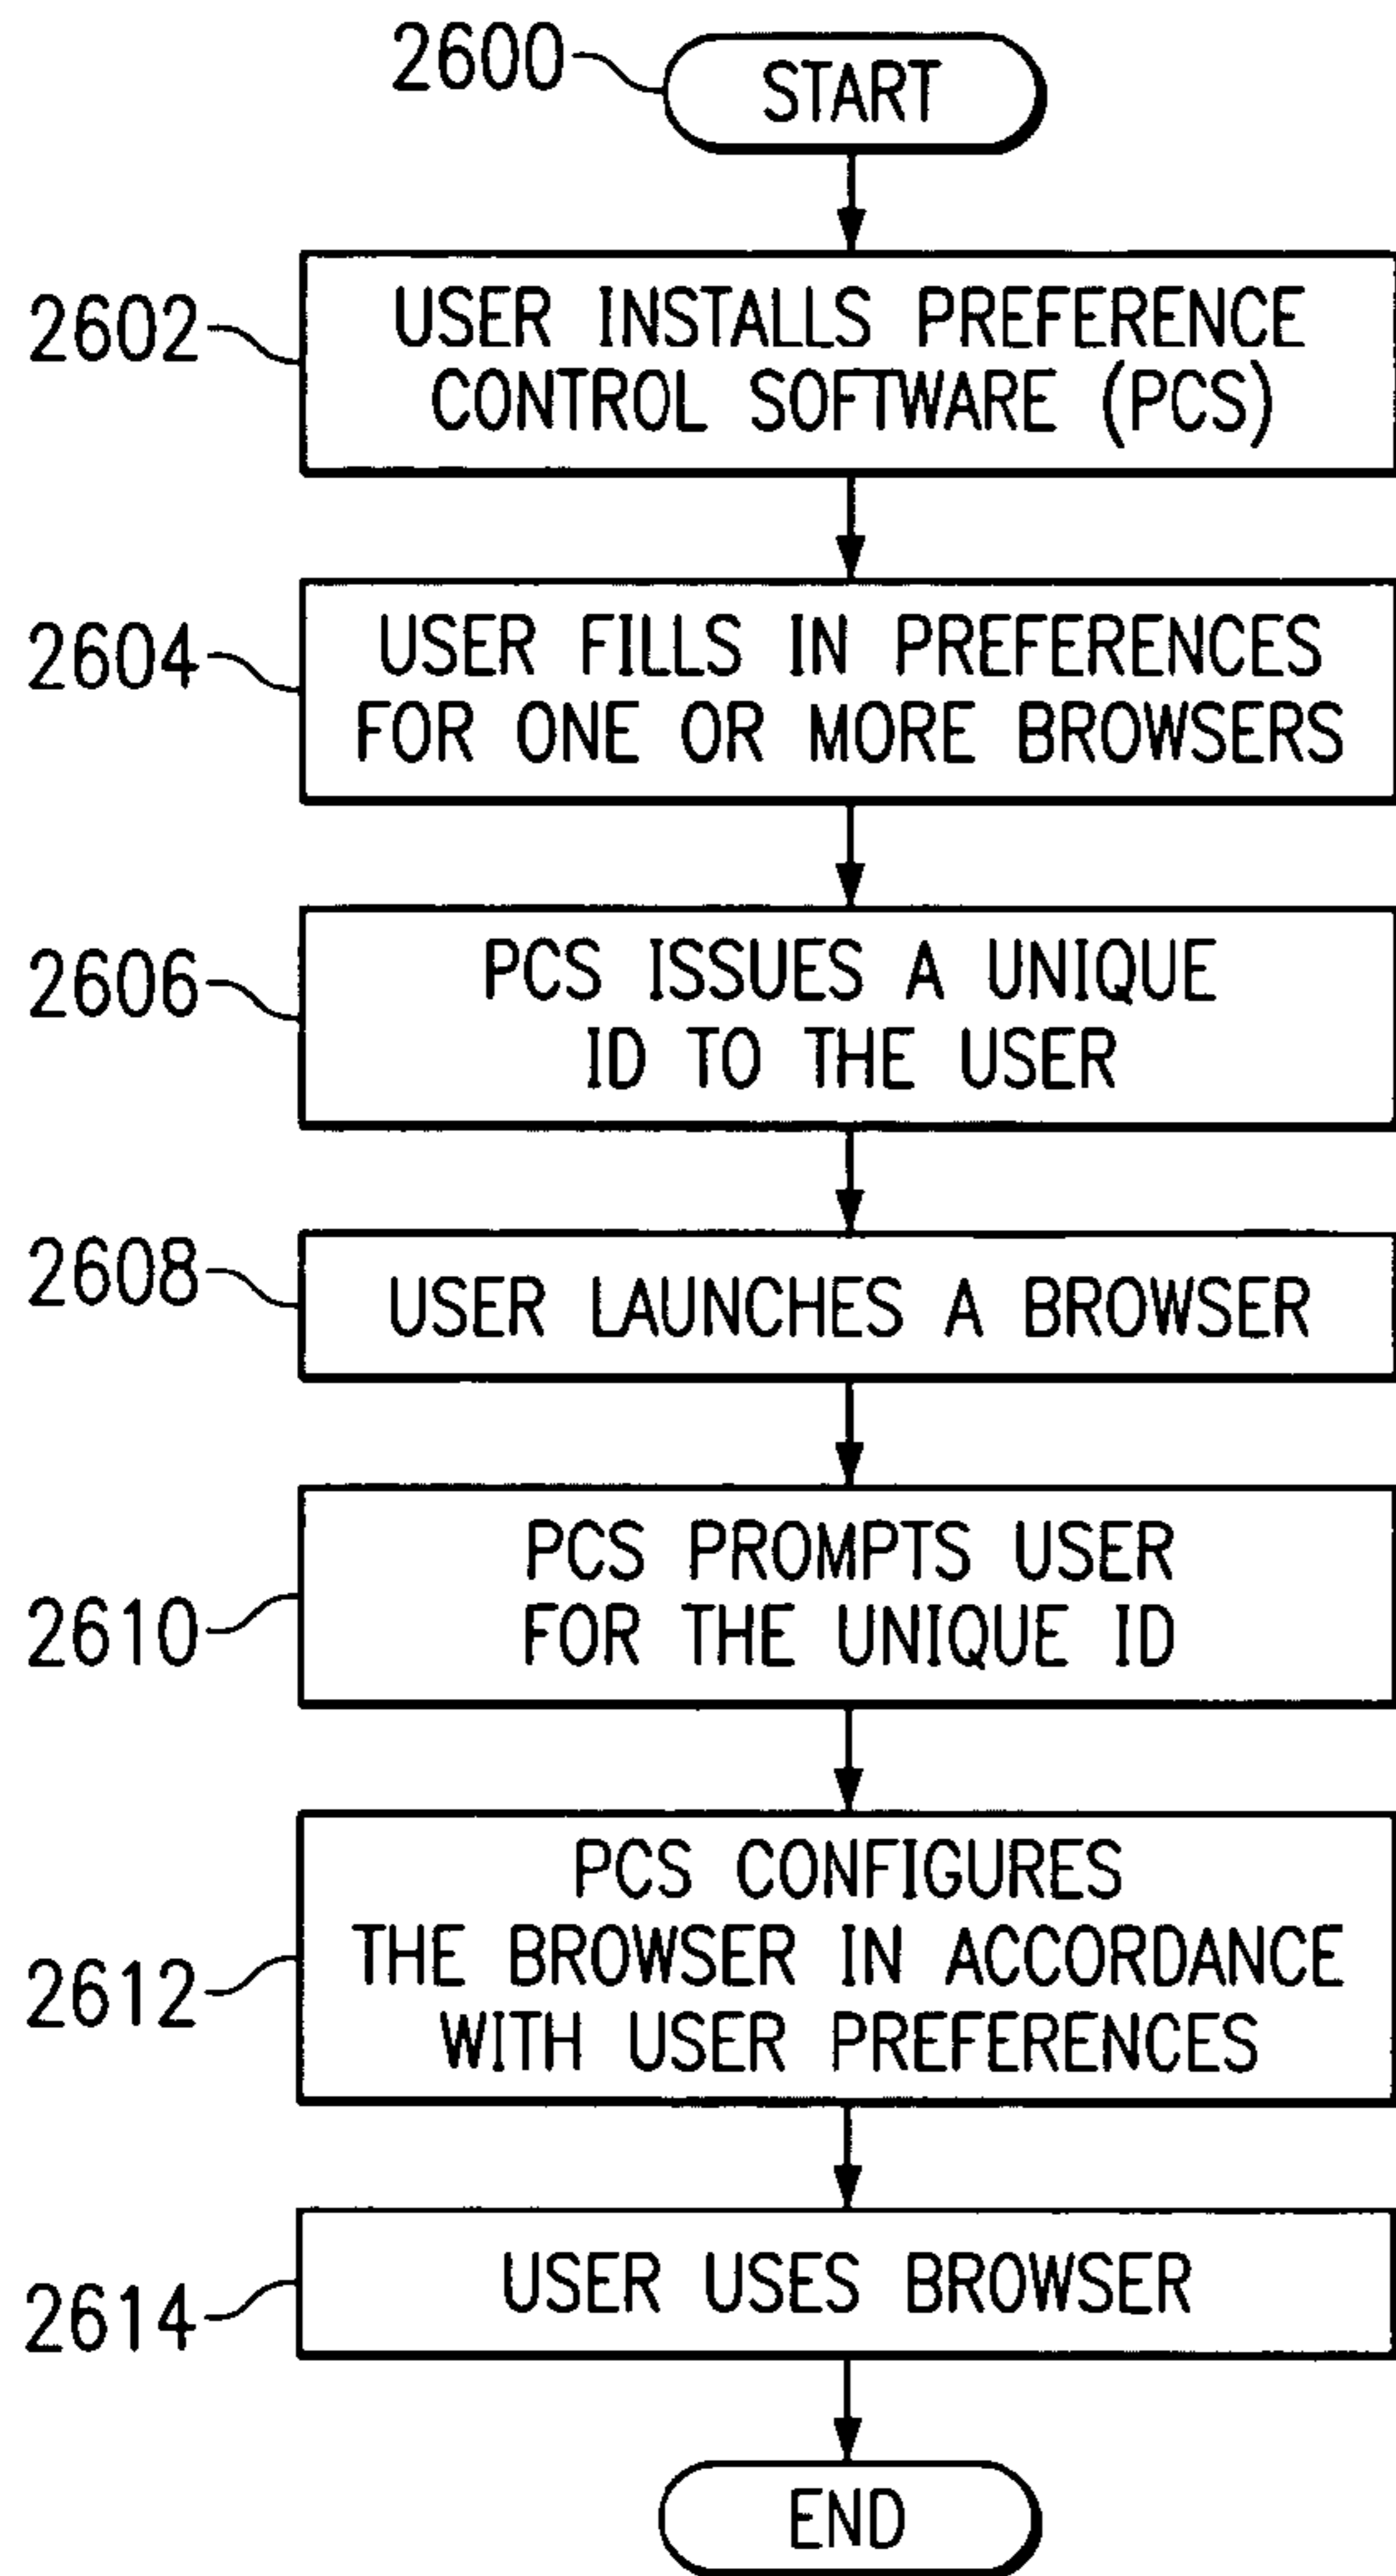 2600
START
2602
USER INSTALLS PREFERENCE
CONTROL SOFTWARE (PCS)
2604
USER FILLS IN PREFERENCES
FOR ONE OR MORE BROWSERS
2606
PCS ISSUES A UNIQUE
ID TO THE USER
2608
USER LAUNCHES A BROWSER
2610
PCS PROMPTS USER
FOR THE UNIQUE ID
2612
PCS CONFIGURES
THE BROWSER IN ACCORDANCE
WITH USER PREFERENCES
2614
USER USES BROWSER
END